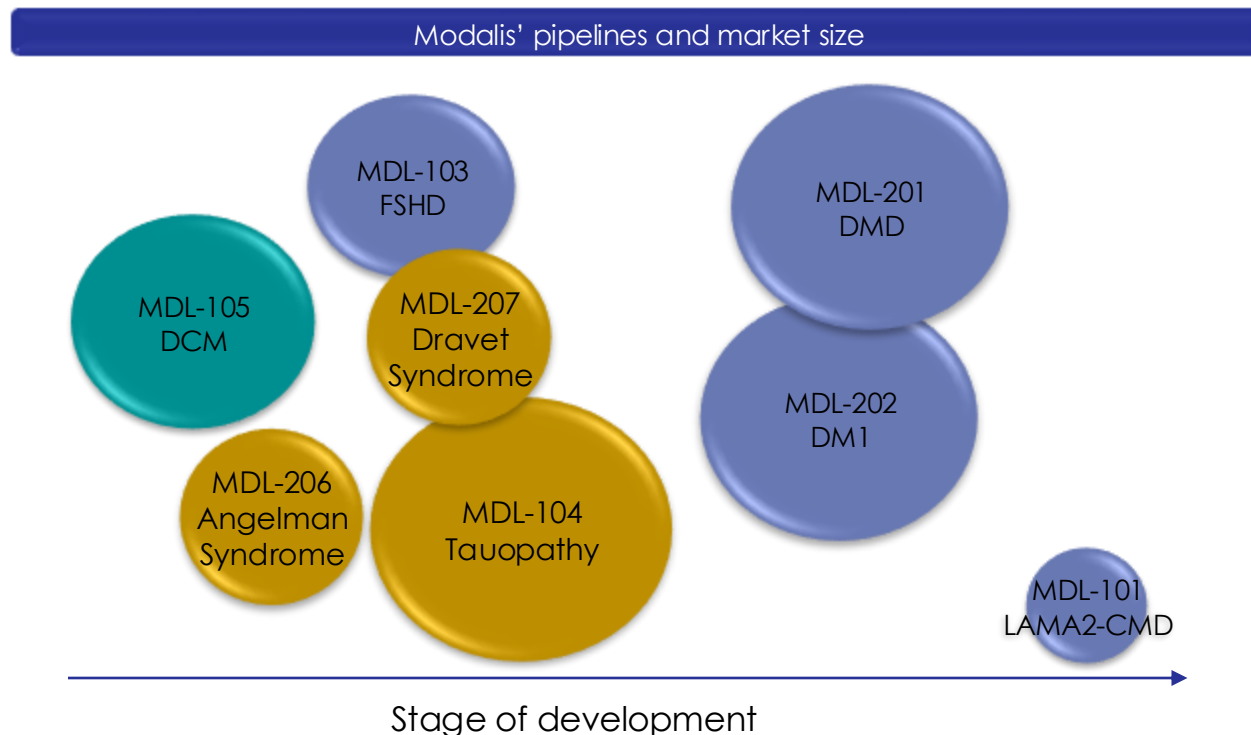 Modalis’ pipelines and market size
MDL-103
FSHD
MDL-201
DMD
MDL-105
DCM
MDL-207
Dravet
Syndrome
MDL-202
DM1
MDL-206
Angelman
Syndrome
MDL-104
Tauopathy
MDL-101
LAMA2-CMD
Stage of development